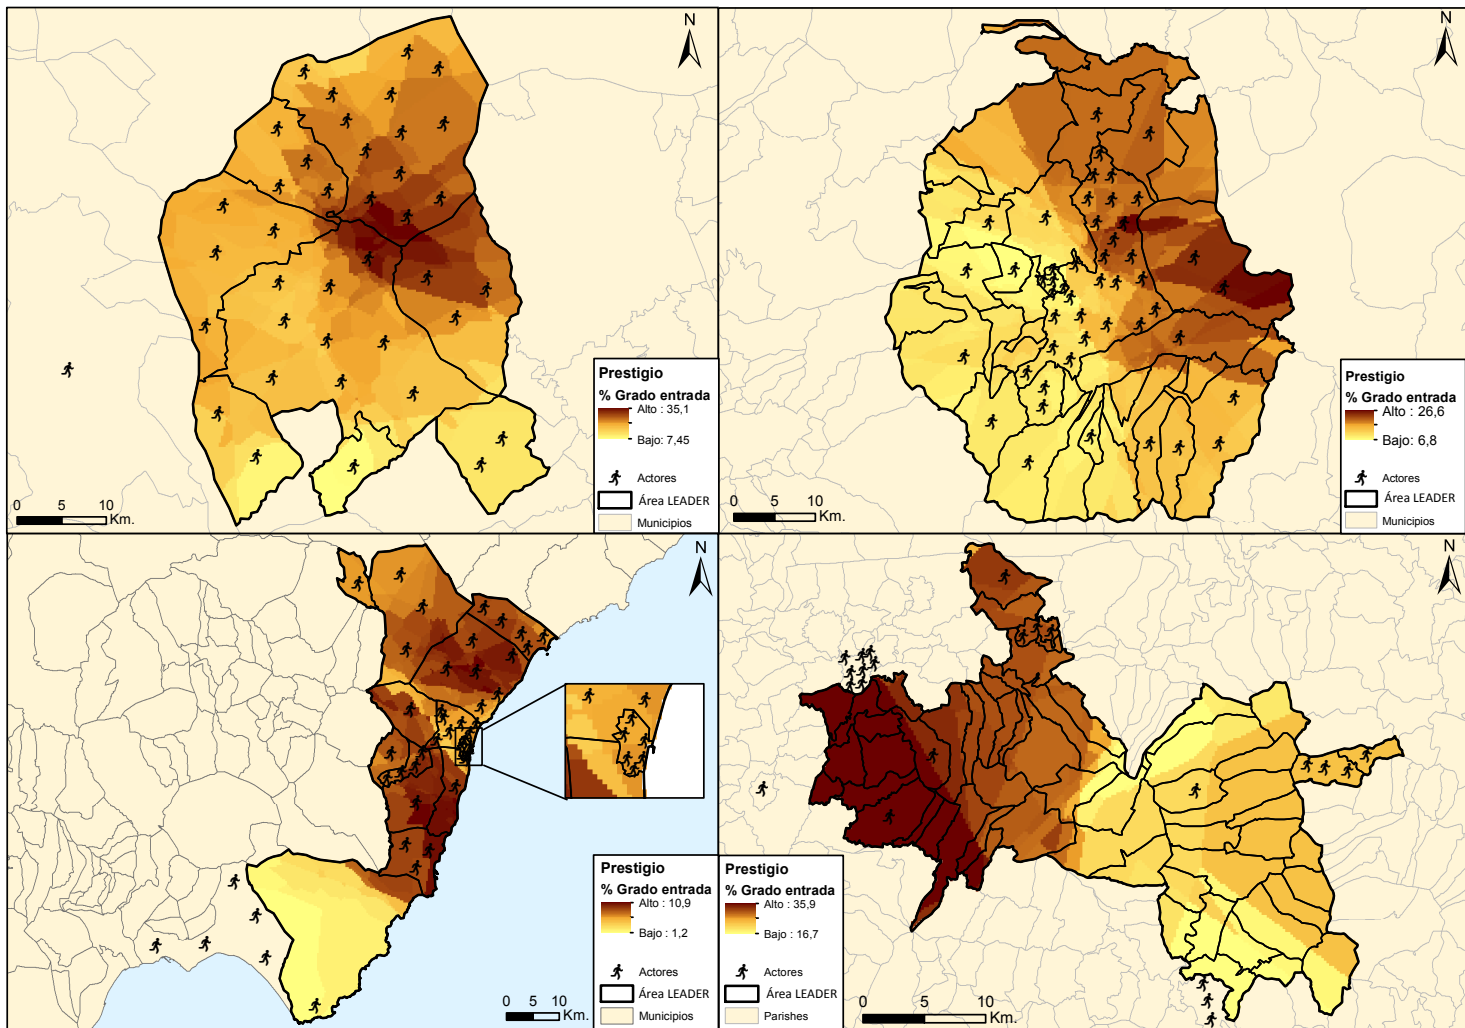 N
Prestigio
% Grado entrada
Alto : 35,1
Bajo: 7,45
Actores
Área LEADER
Municipios
0 5 10
Km.
N
Prestigio
% Grado entrada
Alto : 26,6
Bajo: 6,8
Actores
Área LEADER
Municipios
0 5 10
Km.
N
Prestigio
% Grado entrada
Alto : 10,9
Bajo : 1,2
Actores
Área LEADER
Municipios
0 5 10
Km.
N
Prestigio
% Grado entrada
Alto : 35,9
Bajo : 16,7
Actores
Área LEADER
Parishes
0 5 10
Km.